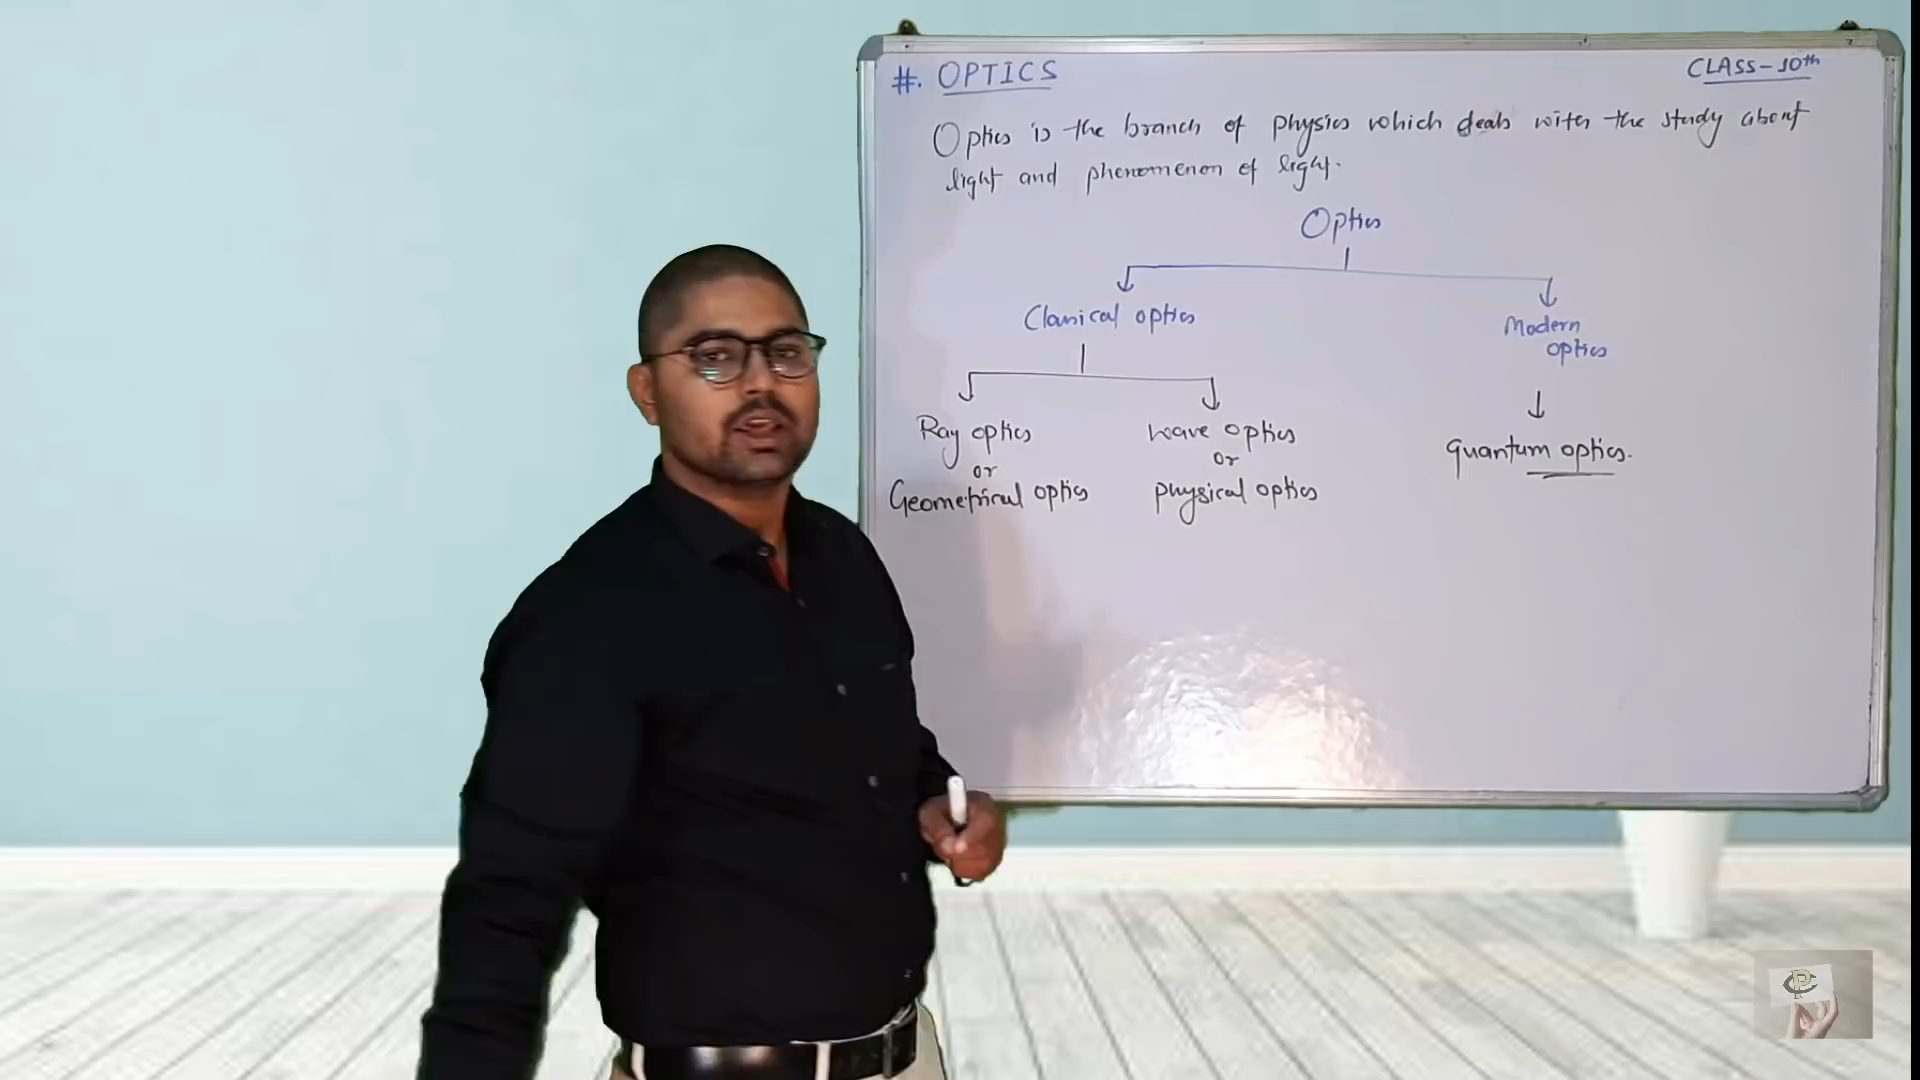 #. OPTICS
CLASS-10th
Optics is the branch of physics which deals with the study about
light and phenomenon of light.
Optics
Classical optics
Modern
optics
Ray optics
or
Geometrical optics
wave optics
or
physical optics
quantum optics.